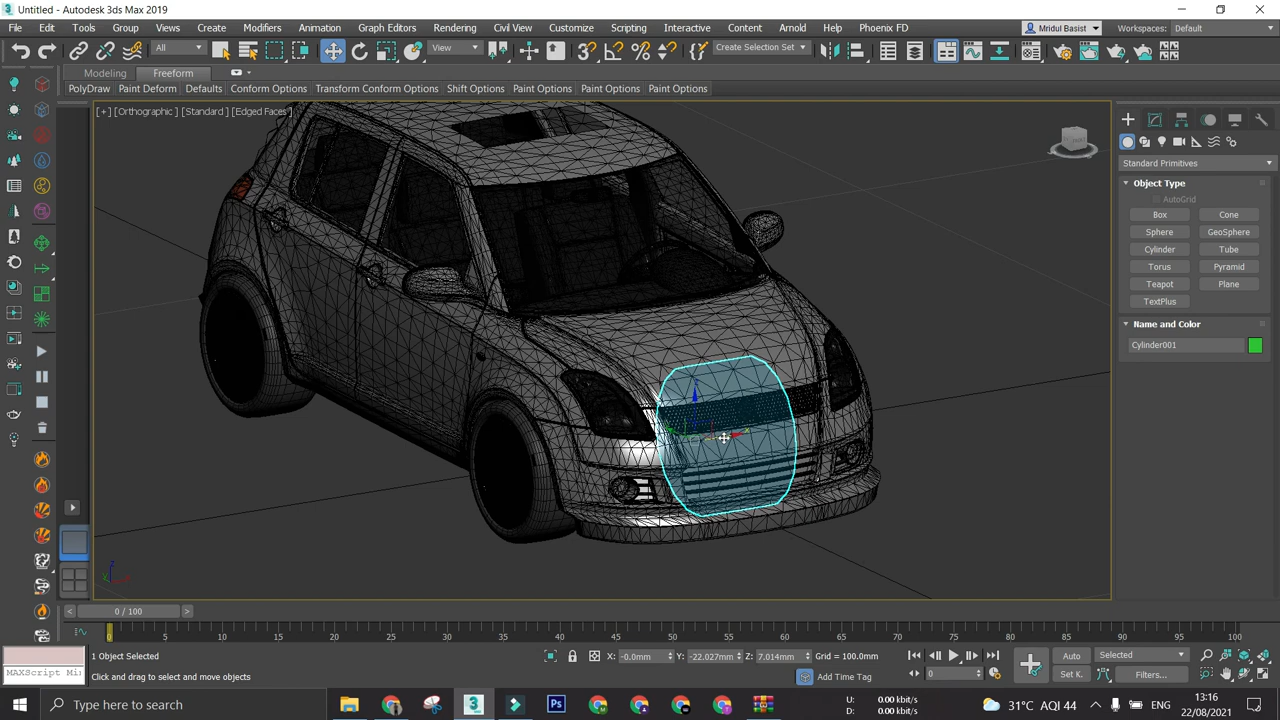 Untitled - Autodesk 3ds Max 2019
File Edit Tools Group Views Create Modifiers Animation Graph Editors Rendering Civil View Customize Scripting Interactive Content Arnold Help Phoenix FD Mridul Basist Workspaces: Default
All View Create Selection Set
Modeling Freeform
PolyDraw Paint Deform Defaults Conform Options Transform Conform Options Shift Options Paint Options Paint Options Paint Options
[+] [Orthographic] [Standard] [Edged Faces]
Standard Primitives
Object Type
AutoGrid
Box Cone
Sphere GeoSphere
Cylinder Tube
Torus Pyramid
Teapot Plane
TextPlus
Name and Color
Cylinder001
0 / 100
0 5 10 15 20 25 30 35 40 45 50 55 60 65 70 75 80 85 90 95 100
1 Object Selected X: -0.0mm Y: -22.027mm Z: 7.014mm Grid = 100.0mm Auto Selected
MAXScript Mi Click and drag to select and move objects Add Time Tag 0 Set K. Filters...
Type here to search
U: 0.00 kbit/s
D: 0.00 kbit/s
31°C AQI 44 ENG 13:16
22/08/2021